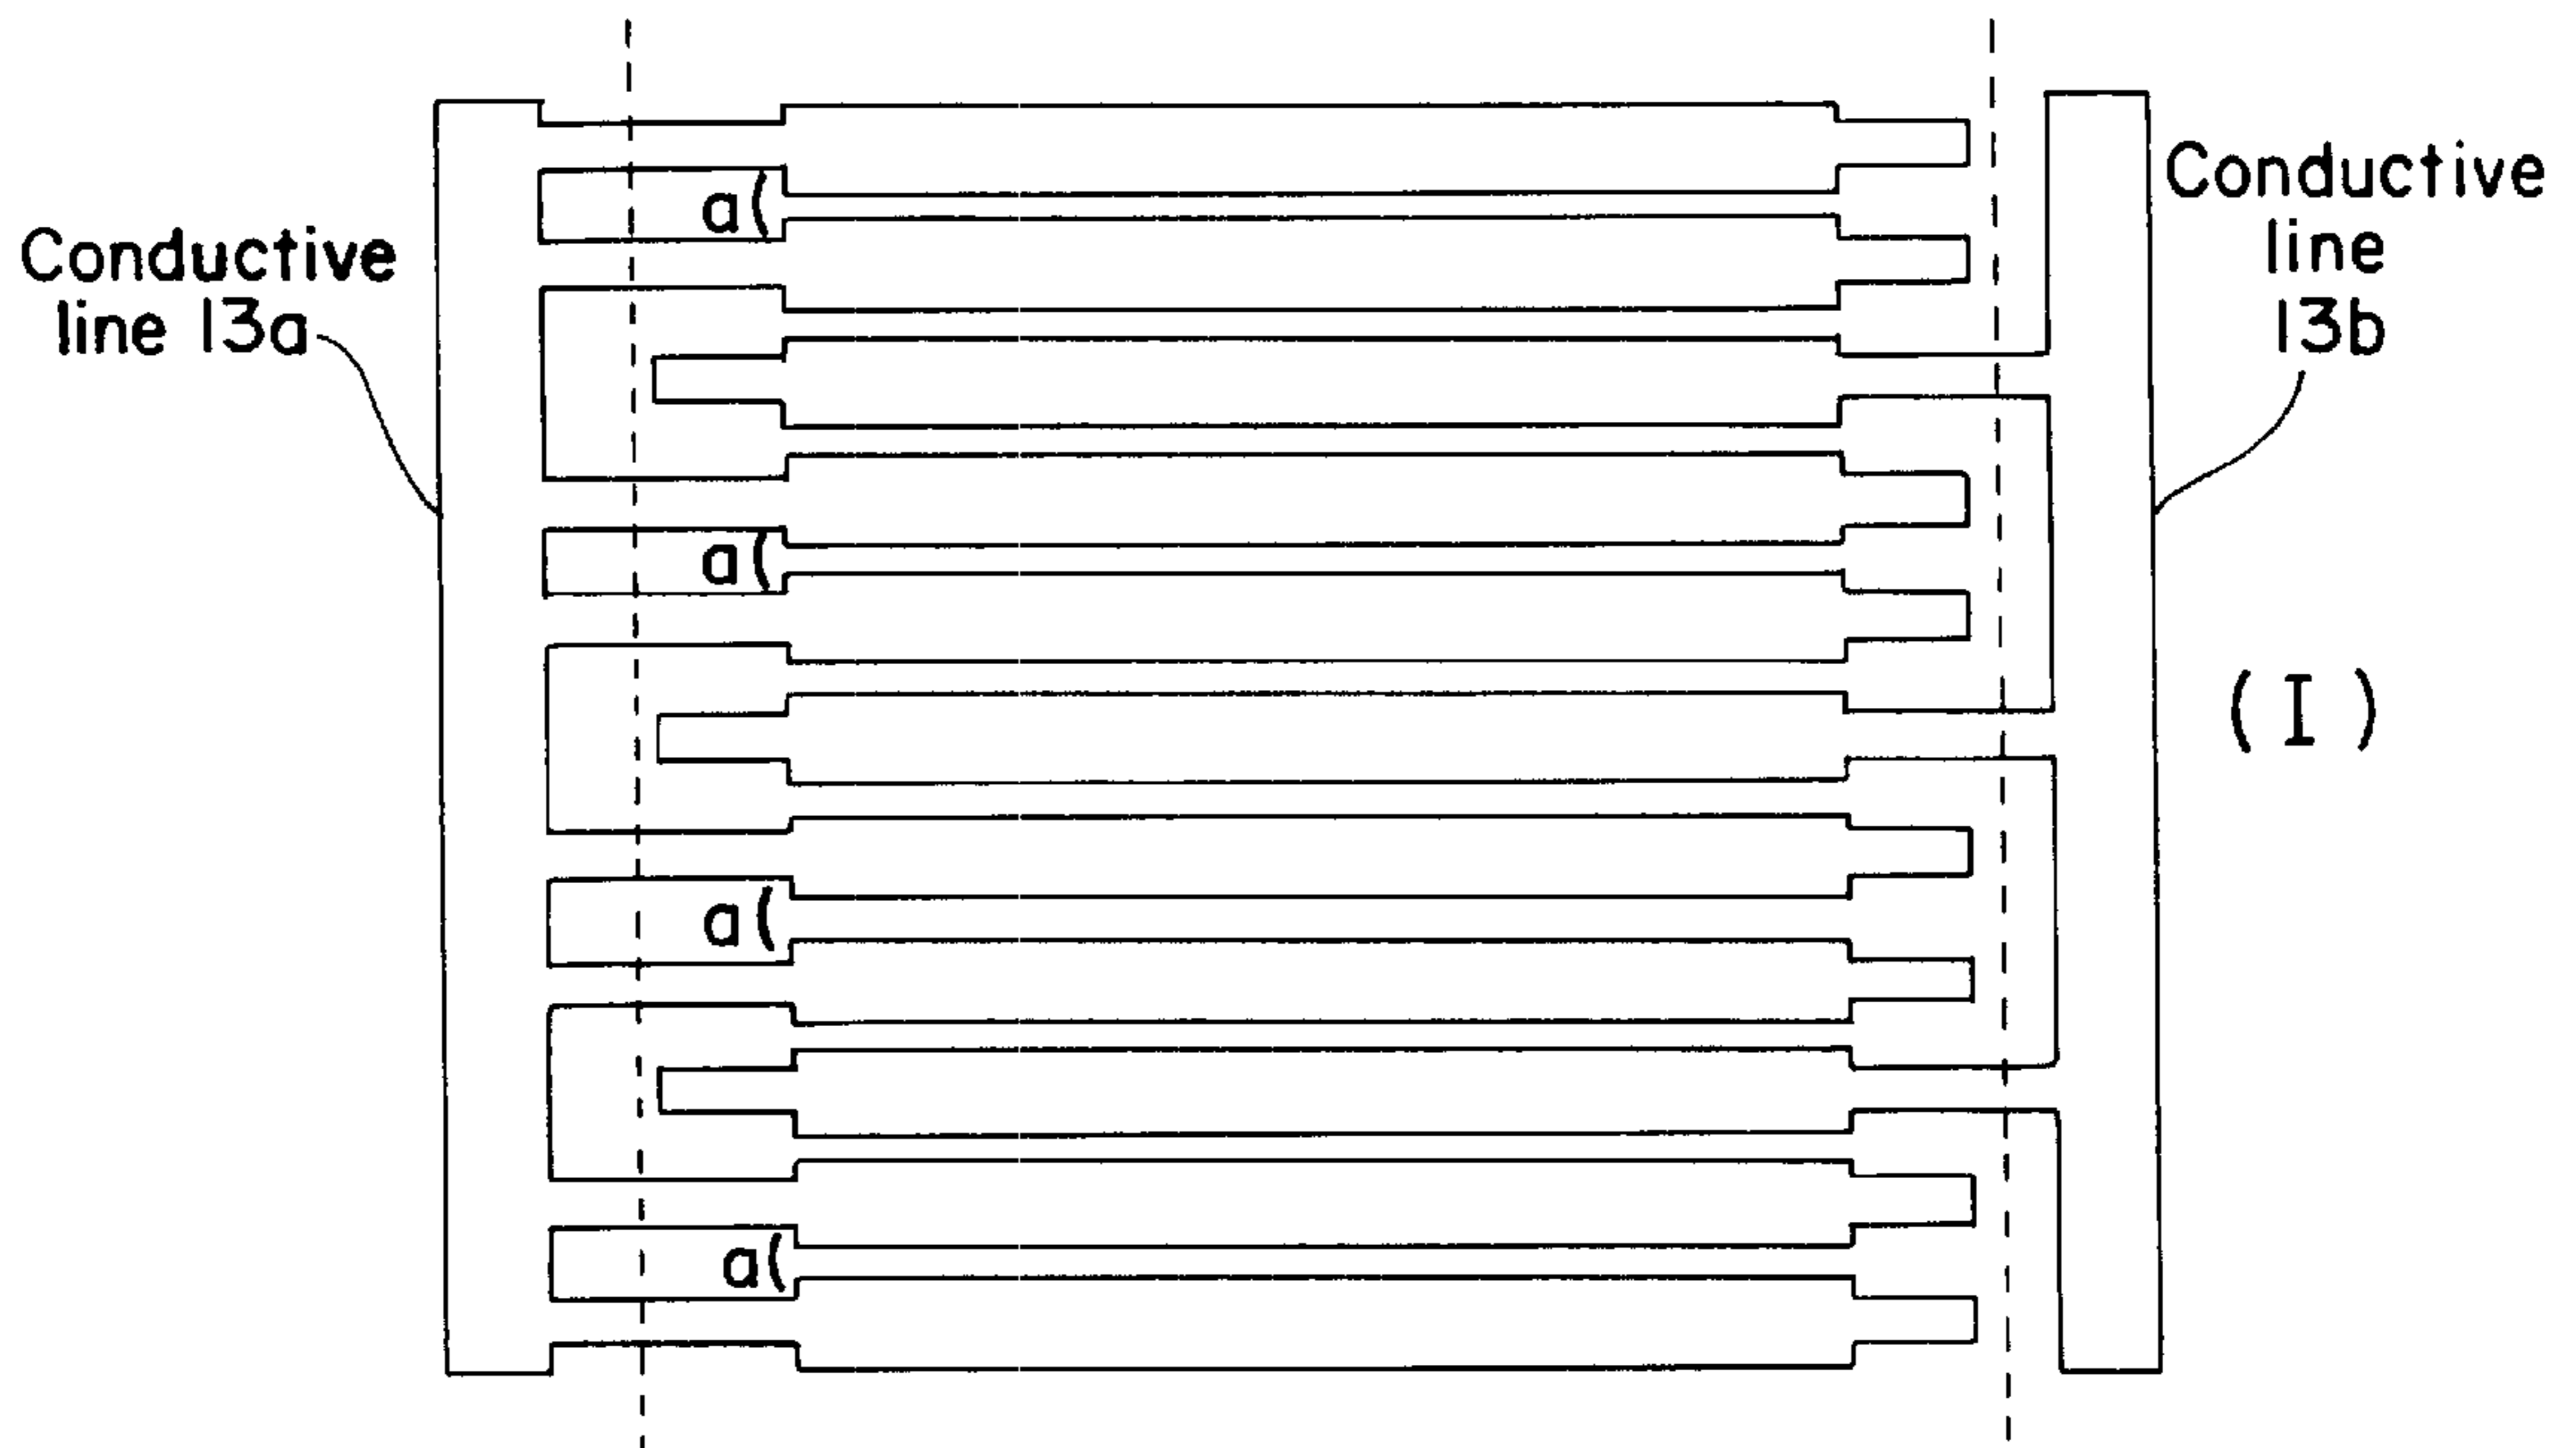 Conductive
line 13a
a(
a(
a(
a(
Conductive
line
13b
(I)